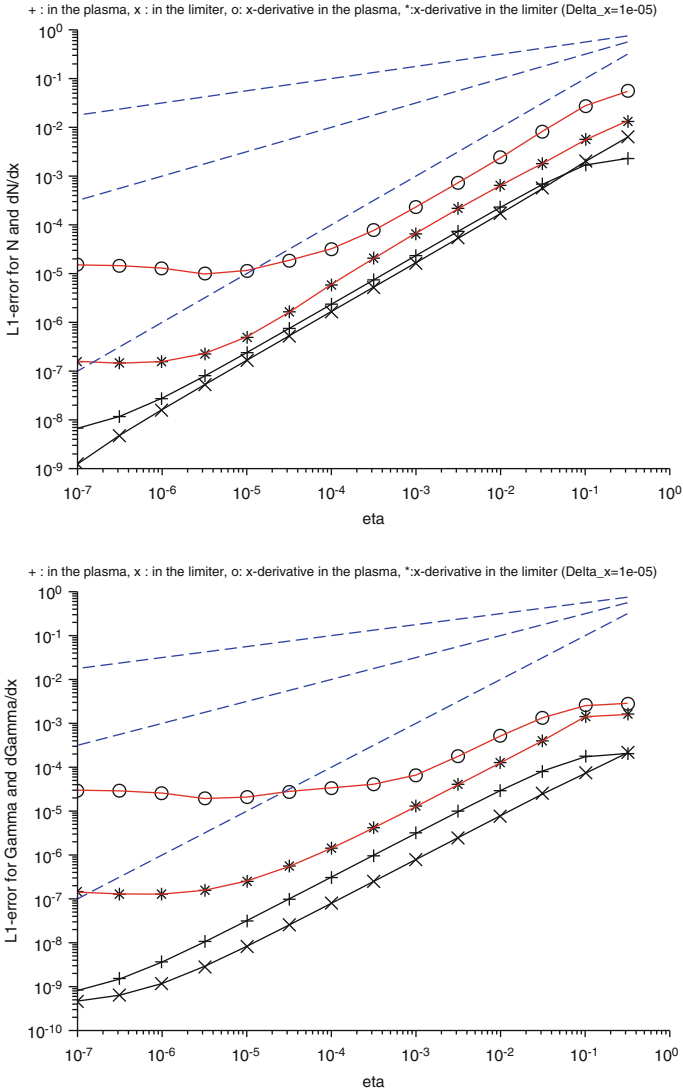 + : in the plasma, x : in the limiter, o: x-derivative in the plasma, *:x-derivative in the limiter (Delta_x=1e-05)
10^0
10^-1
10^-2
10^-3
10^-4
10^-5
10^-6
10^-7
10^-8
10^-9
L1-error for N and dN/dx
10^-7 10^-6 10^-5 10^-4 10^-3 10^-2 10^-1 10^0
eta
+ : in the plasma, x : in the limiter, o: x-derivative in the plasma, *:x-derivative in the limiter (Delta_x=1e-05)
10^0
10^-1
10^-2
10^-3
10^-4
10^-5
10^-6
10^-7
10^-8
10^-9
10^-10
L1-error for Gamma and dGamma/dx
10^-7 10^-6 10^-5 10^-4 10^-3 10^-2 10^-1 10^0
eta